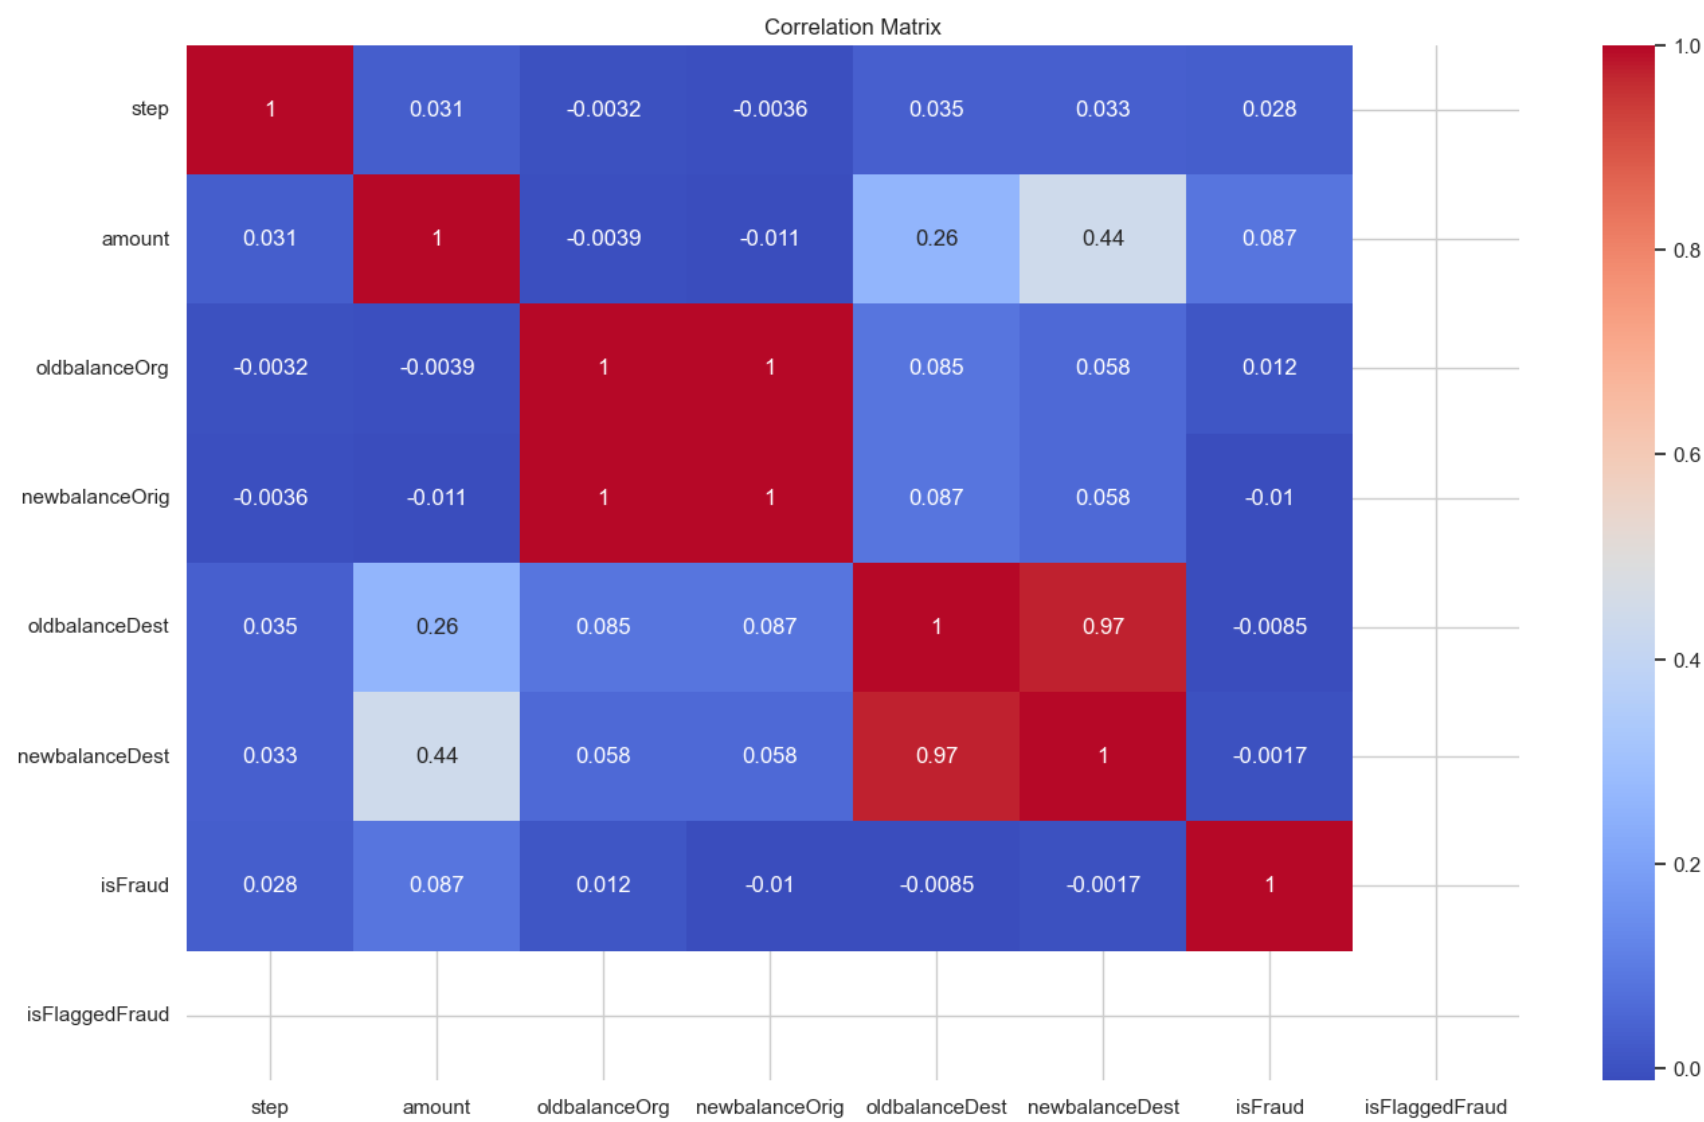 Correlation Matrix
step 1 0.031 -0.0032 -0.0036 0.035 0.033 0.028
amount 0.031 1 -0.0039 -0.011 0.26 0.44 0.087
oldbalanceOrg -0.0032 -0.0039 1 1 0.085 0.058 0.012
newbalanceOrig -0.0036 -0.011 1 1 0.087 0.058 -0.01
oldbalanceDest 0.035 0.26 0.085 0.087 1 0.97 -0.0085
newbalanceDest 0.033 0.44 0.058 0.058 0.97 1 -0.0017
isFraud 0.028 0.087 0.012 -0.01 -0.0085 -0.0017 1
isFlaggedFraud
step amount oldbalanceOrg newbalanceOrig oldbalanceDest newbalanceDest isFraud isFlaggedFraud
1.0
0.8
0.6
0.4
0.2
0.0